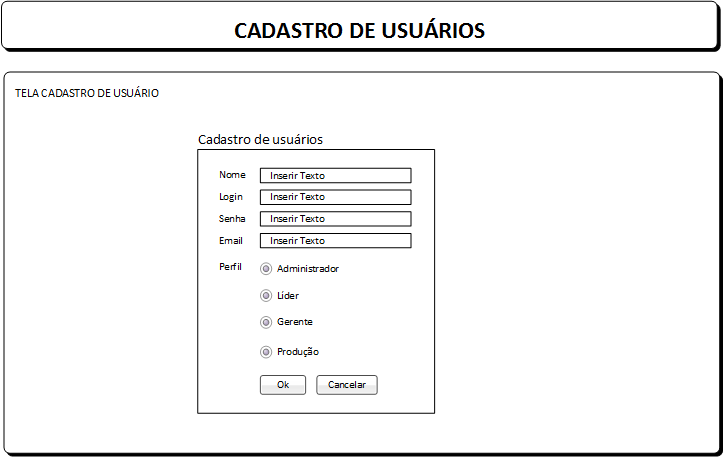 CADASTRO DE USUÁRIOS
TELA CADASTRO DE USUÁRIO
Cadastro de usuários
Nome Inserir Texto
Login Inserir Texto
Senha Inserir Texto
Email Inserir Texto
Perfil Administrador
Líder
Gerente
Produção
Ok Cancelar